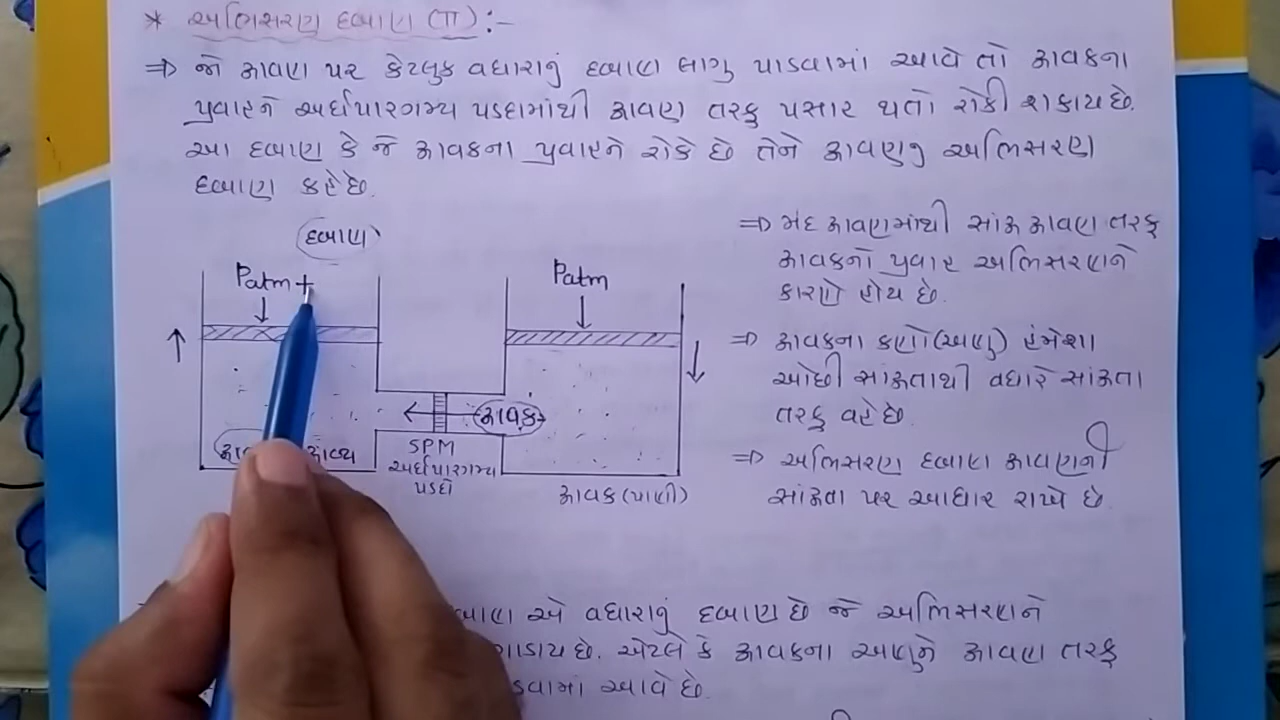 * અભિસરણ દબાણ (π) :-
⇒ જો દ્રાવણ પર કેટલુક વધારાનું દબાણ લાગુ પાડવામાં આવે તો દ્રાવકના
પ્રવાહને અર્ધપારગમ્ય પડદામાંથી દ્રાવણ તરફ પસાર થતો રોકી શકાય છે.
આ દબાણ કે જે દ્રાવકના પ્રવાહને રોકે છે તેને દ્રાવણનુ અભિસરણ
દબાણ કહે છે.
દબાણ
Patm +
Patm
દ્રાવક
દ્રાવ્ય
SPM
અર્ધપારગમ્ય
પડદો
દ્રાવક (પાણી)
⇒ મંદ દ્રાવણમાંથી સાંદ્ર દ્રાવણ તરફ
દ્રાવકનો પ્રવાહ અભિસરણને
કારણે હોય છે.
⇒ દ્રાવકના કણો (અણુ) હંમેશા
ઓછી સાંદ્રતાથી વધારે સાંદ્રતા
તરફ વહે છે.
⇒ અભિસરણ દબાણ દ્રાવણની
સાંદ્રતા પર આધાર રાખે છે.
એ વધારાનું દબાણ છે જે અભિસરણને
છે. એટલે કે દ્રાવકના અણુને દ્રાવણ તરફ
આવે છે.